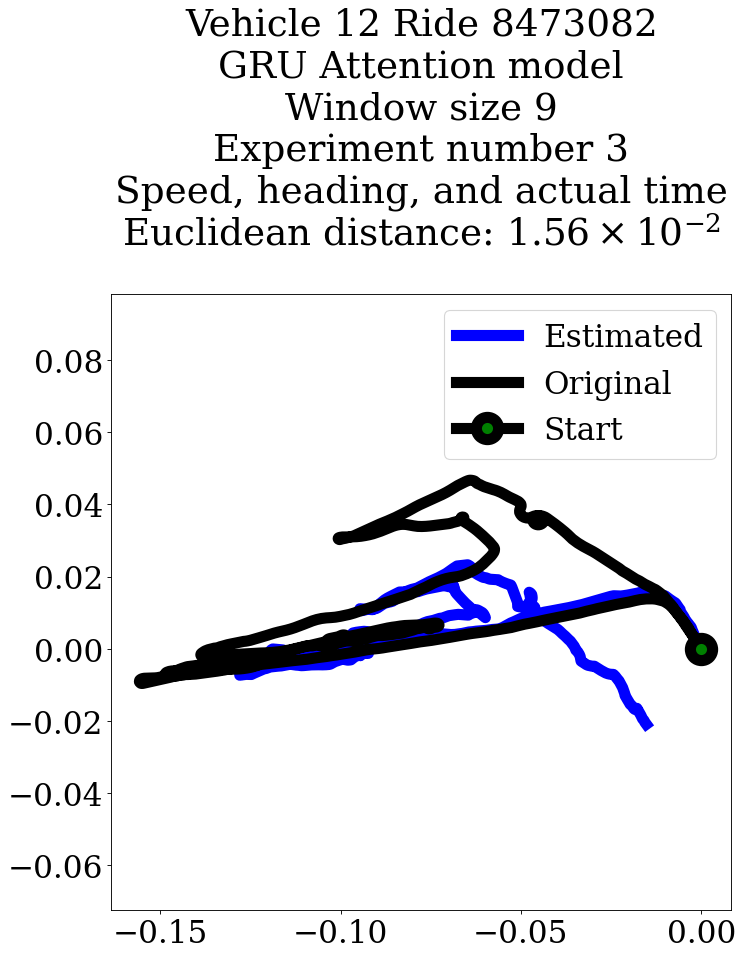 Vehicle 12 Ride 8473082
GRU Attention model
Window size 9
Experiment number 3
Speed, heading, and actual time
Euclidean distance: 1.56 × 10⁻²
Estimated
Original
Start
0.08
0.06
0.04
0.02
0.00
−0.02
−0.04
−0.06
−0.15
−0.10
−0.05
0.00